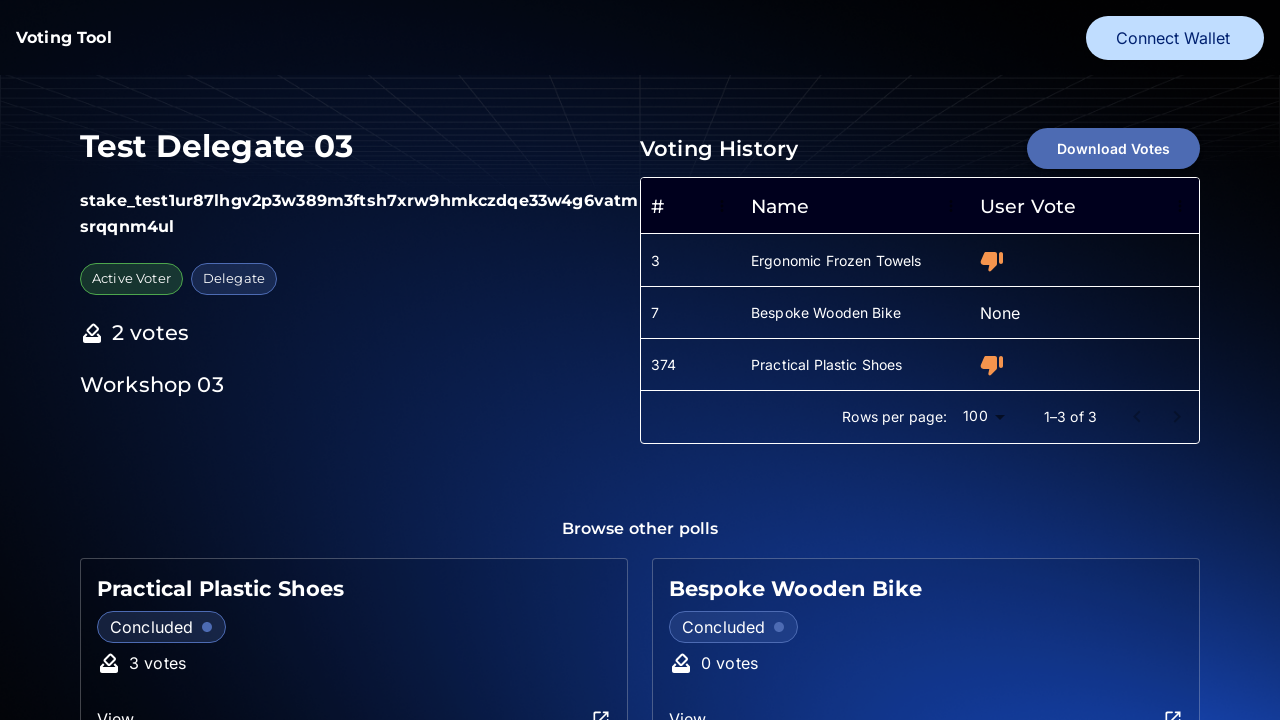 Voting Tool
Connect Wallet
Test Delegate 03
stake_test1ur87lhgv2p3w389m3ftsh7xrw9hmkczdqe33w4g6vatm
srqqnm4ul
Active Voter
Delegate
2 votes
Workshop 03
Voting History
Download Votes
# Name User Vote
3 Ergonomic Frozen Towels
7 Bespoke Wooden Bike None
374 Practical Plastic Shoes
Rows per page: 100 1–3 of 3
Browse other polls
Practical Plastic Shoes
Concluded
3 votes
View
Bespoke Wooden Bike
Concluded
0 votes
View